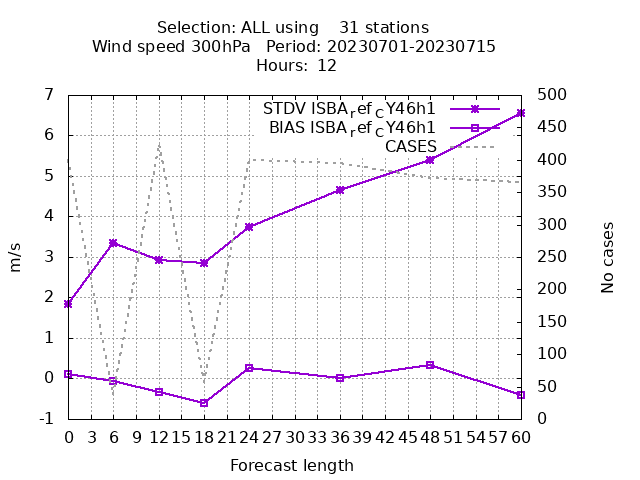 Selection: ALL using    31 stations
Wind speed 300hPa   Period: 20230701-20230715
Hours:  12
STDV ISBA_ref_CY46h1
BIAS ISBA_ref_CY46h1
CASES
7
6
5
4
3
2
1
0
-1
m/s
500
450
400
350
300
250
200
150
100
50
0
No cases
0 3 6 9 12 15 18 21 24 27 30 33 36 39 42 45 48 51 54 57 60
Forecast length